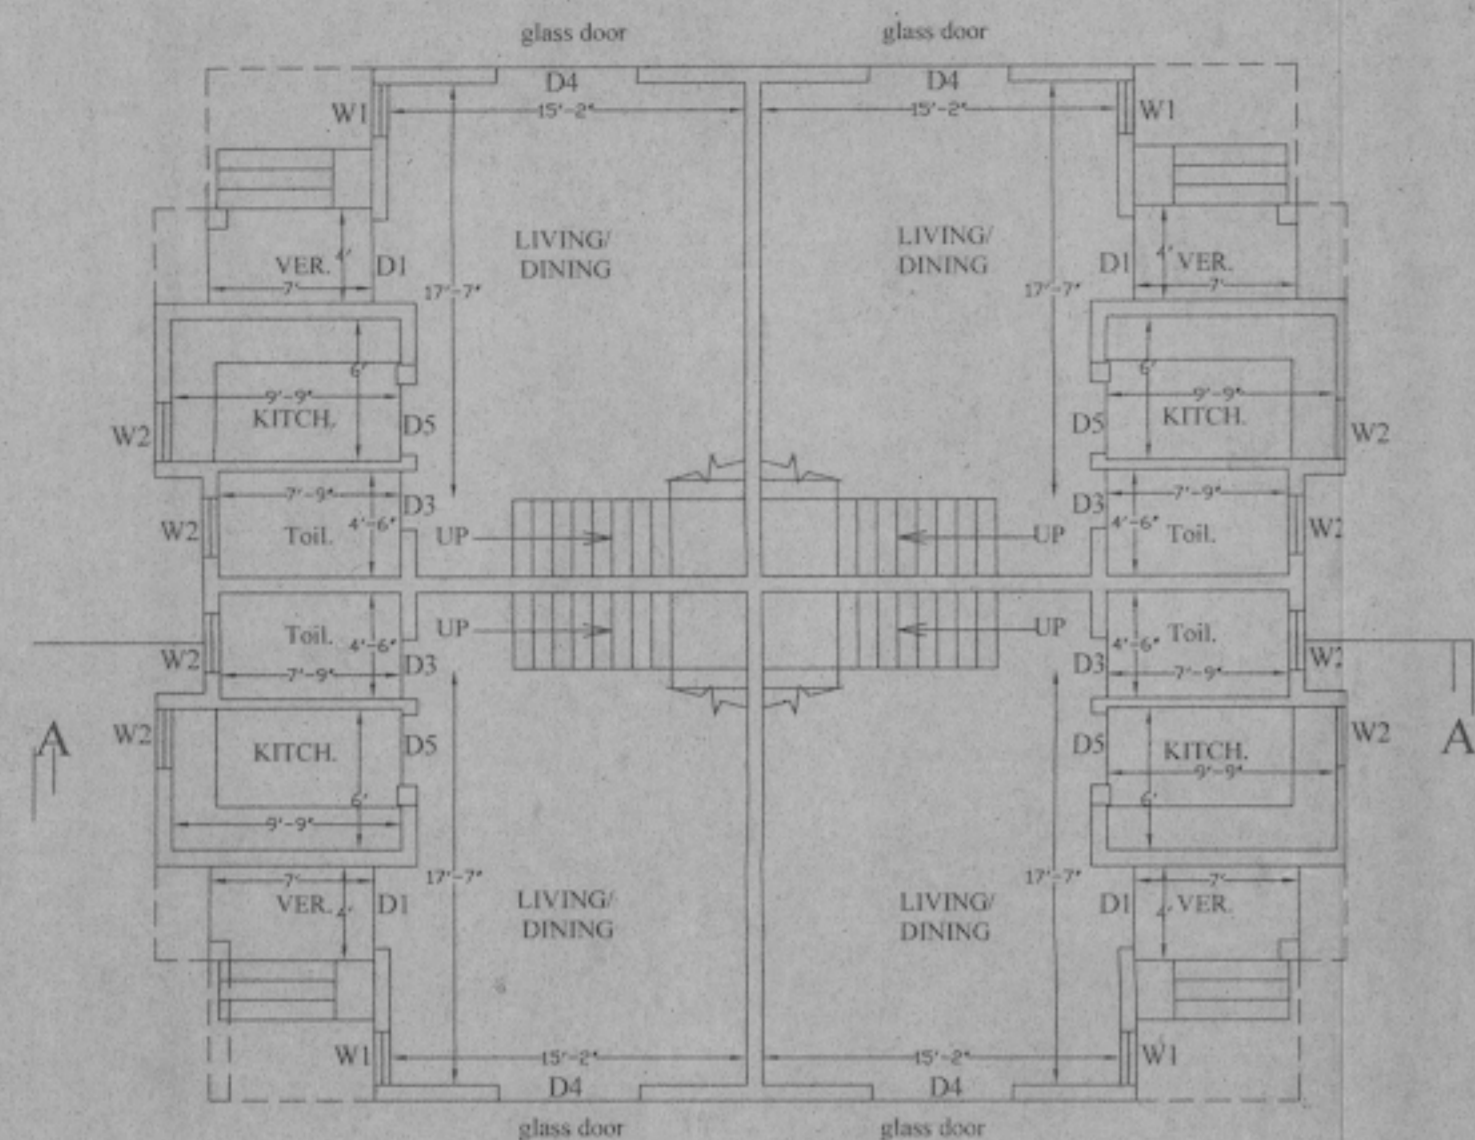 glass door glass door
D4 D4
W1 15'-2" 15'-2" W1
LIVING/ LIVING/
DINING DINING
VER. 4' D1 D1 4' VER.
7' 17'-7" 17'-7" 7'
6' 6'
9'-9" 9'-9"
KITCH. D5 D5 KITCH.
W2 W2
7'-9" D3 D3 7'-9"
W2 Toil. 4'-6" UP UP 4'-6" Toil. W2
Toil. 4'-6" UP UP 4'-6" Toil.
W2 7'-9" D3 D3 7'-9" W2
A W2 KITCH. D5 D5 KITCH. W2 A
9'-9"
6' 6'
9'-9"
7' 17'-7" 17'-7" 7'
VER. 4' D1 D1 4' VER.
LIVING/ LIVING/
DINING DINING
W1 15'-2" 15'-2" W1
D4 D4
glass door glass door